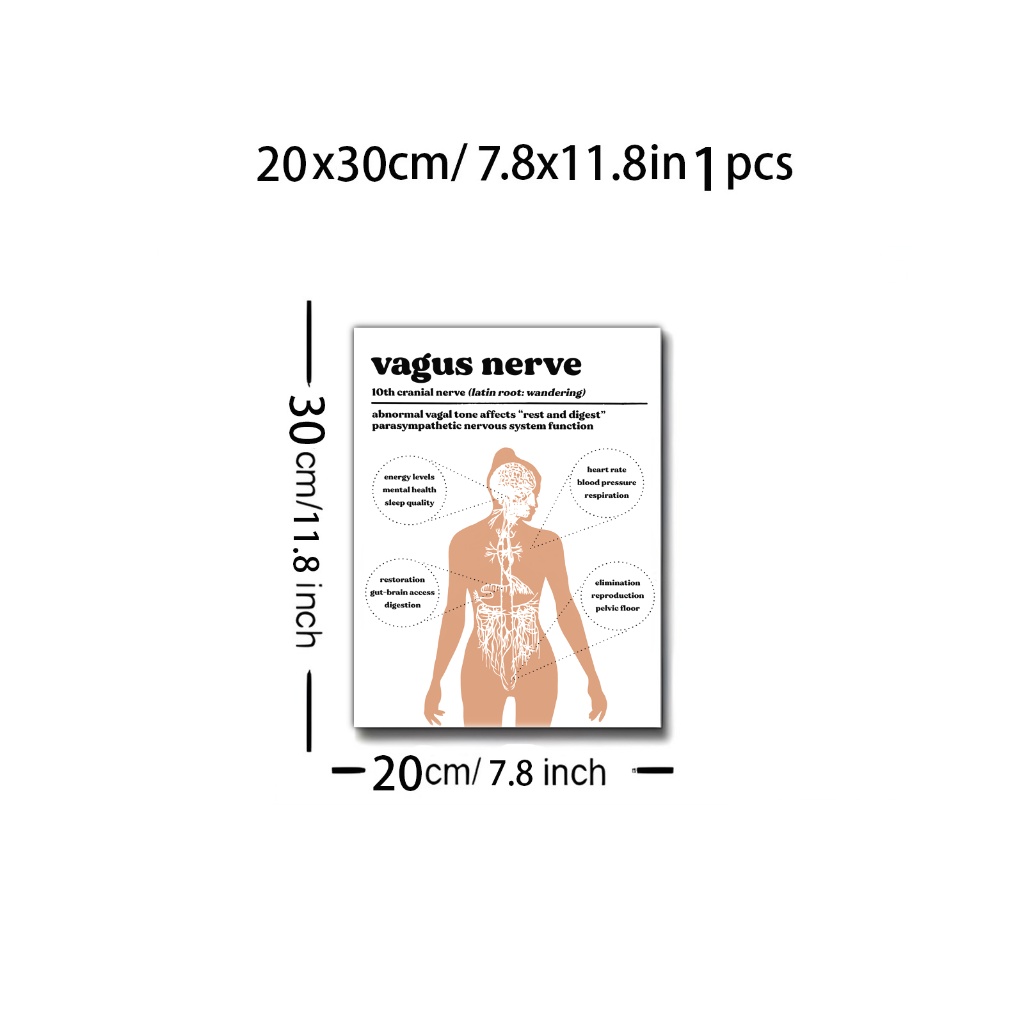 20x30cm/ 7.8x11.8in 1 pcs
vagus nerve
10th cranial nerve (latin root: wandering)
abnormal vagal tone affects “rest and digest”
parasympathetic nervous system function
energy levels
mental health
sleep quality
heart rate
blood pressure
respiration
restoration
gut-brain access
digestion
elimination
reproduction
pelvic floor
30cm/11.8 inch
20cm/ 7.8 inch